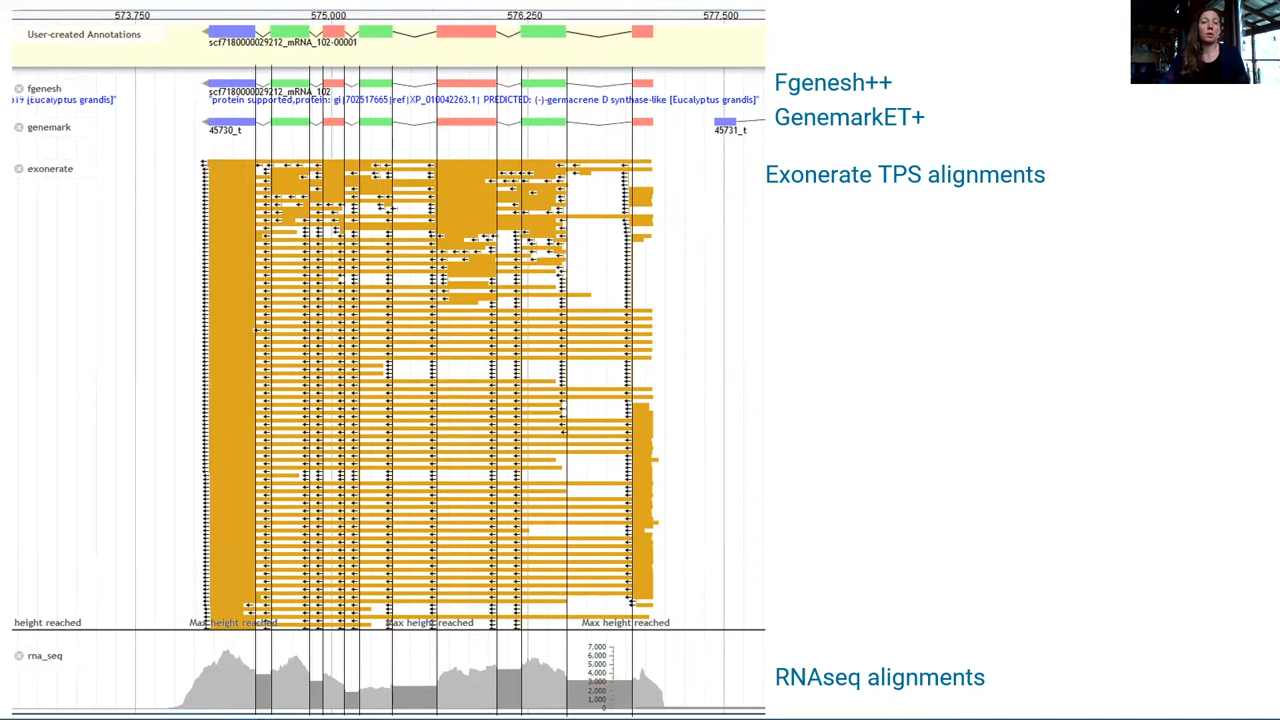 573,750 575,000 576,250 577,500
User-created Annotations
scf7180000029212_mRNA_102-00001
Fgenesh++
fgenesh
scf7180000029212_mRNA_102
[Eucalyptus grandis]" "protein supported,protein: gi|702517665|ref|XP_010042263.1| PREDICTED: (-)-germacrene D synthase-like [Eucalyptus grandis]"
GenemarkET+
genemark
45730_t 45731_t
exonerate
Exonerate TPS alignments
height reached Max height reached Max height reached Max height reached
rna_seq
7,000
6,000
5,000
4,000
3,000
2,000
1,000
0
RNAseq alignments